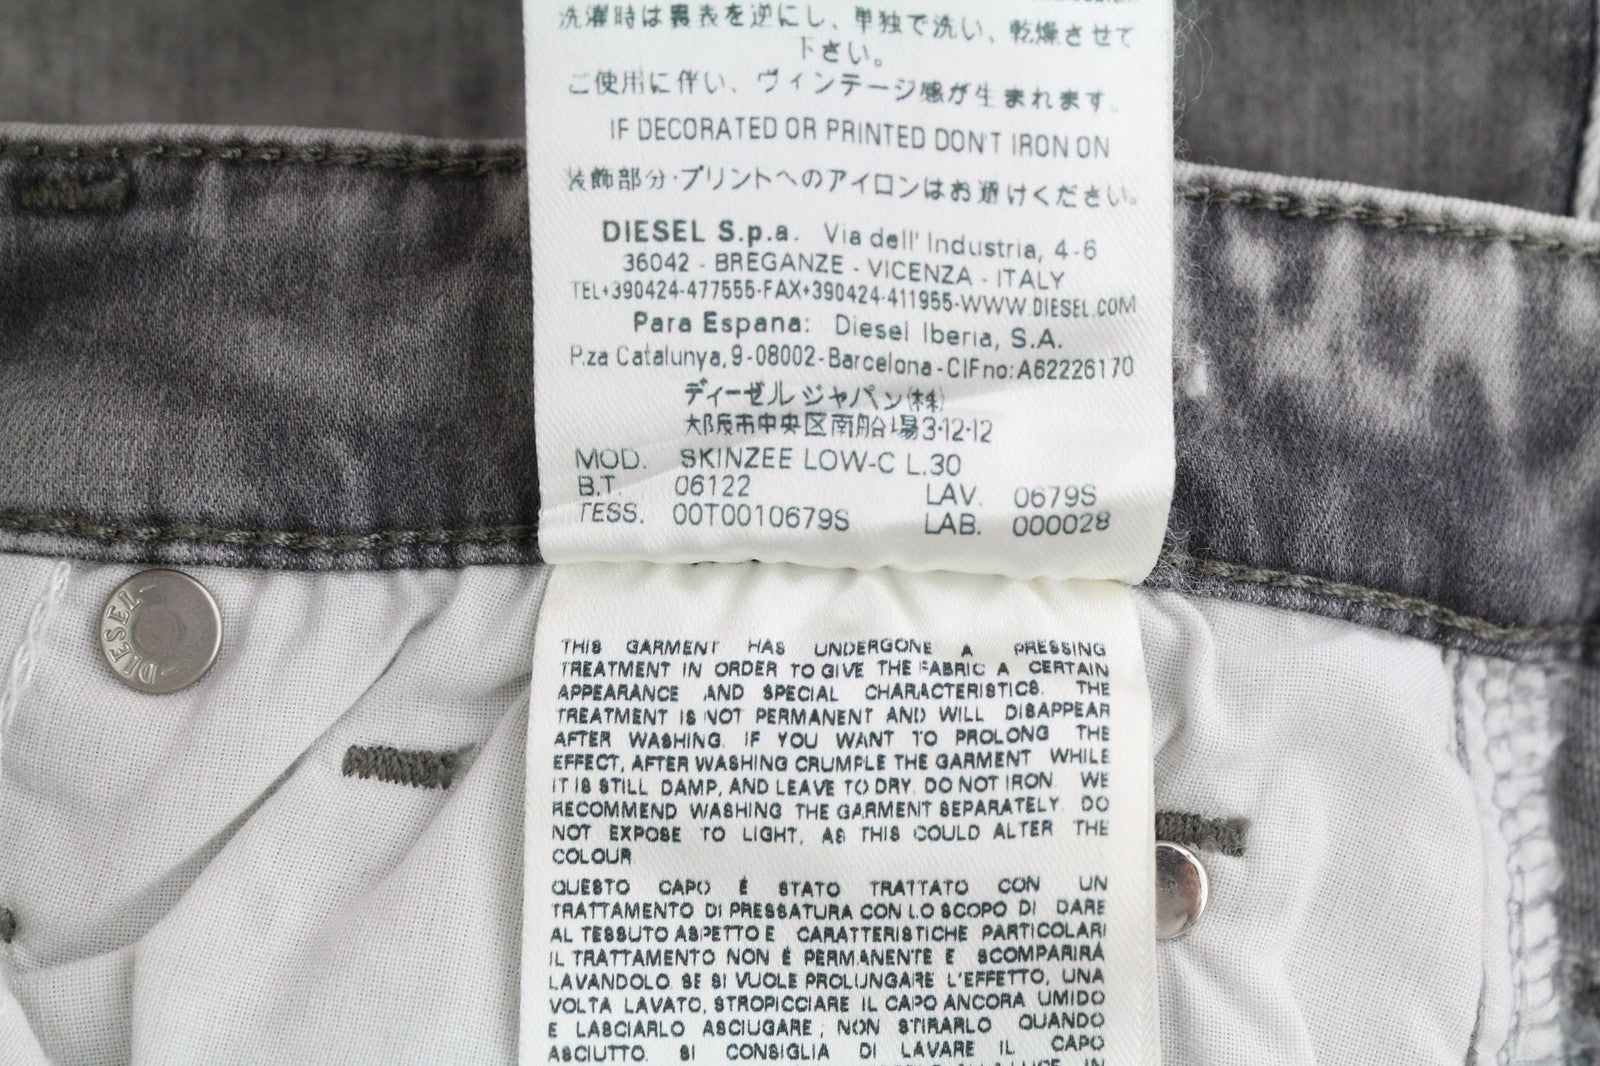 洗濯時は裏表を逆にし、単独で洗い、乾燥させて
下さい。
ご使用に伴い、ヴィンテージ感が生まれます。
IF DECORATED OR PRINTED DON'T IRON ON
装飾部分・プリントへのアイロンはお避けください。
DIESEL S.p.a. Via dell' Industria, 4-6
36042 - BREGANZE - VICENZA - ITALY
TEL+390424-477555-FAX+390424-411955-WWW.DIESEL.COM
Para Espana: Diesel Iberia, S.A.
P.za Catalunya, 9-08002-Barcelona-CIF no: A62226170
ディーゼル ジャパン(株)
大阪市中央区南船場3-12-12
MOD. SKINZEE LOW-C L.30
B.T. 06122 LAV. 0679S
TESS. 00T0010679S LAB. 000028
DIESEL
THIS GARMENT HAS UNDERGONE A PRESSING
TREATMENT IN ORDER TO GIVE THE FABRIC A CERTAIN
APPEARANCE AND SPECIAL CHARACTERISTICS. THE
TREATMENT IS NOT PERMANENT AND WILL DISAPPEAR
AFTER WASHING. IF YOU WANT TO PROLONG THE
EFFECT, AFTER WASHING CRUMPLE THE GARMENT WHILE
IT IS STILL DAMP, AND LEAVE TO DRY. DO NOT IRON. WE
RECOMMEND WASHING THE GARMENT SEPARATELY. DO
NOT EXPOSE TO LIGHT, AS THIS COULD ALTER THE
COLOUR
QUESTO CAPO É STATO TRATTATO CON UN
TRATTAMENTO DI PRESSATURA CON LO SCOPO DI DARE
AL TESSUTO ASPETTO E CARATTERISTICHE PARTICOLARI
IL TRATTAMENTO NON É PERMANENTE E SCOMPARIRÁ
LAVANDOLO. SE SI VUOLE PROLUNGARE L'EFFETTO, UNA
VOLTA LAVATO, STROPICCIARE IL CAPO ANCORA UMIDO
E LASCIARLO ASCIUGARE, NON STIRARLO QUANDO
ASCIUTTO. SI CONSIGLIA DI LAVARE IL CAPO
LUCE IN